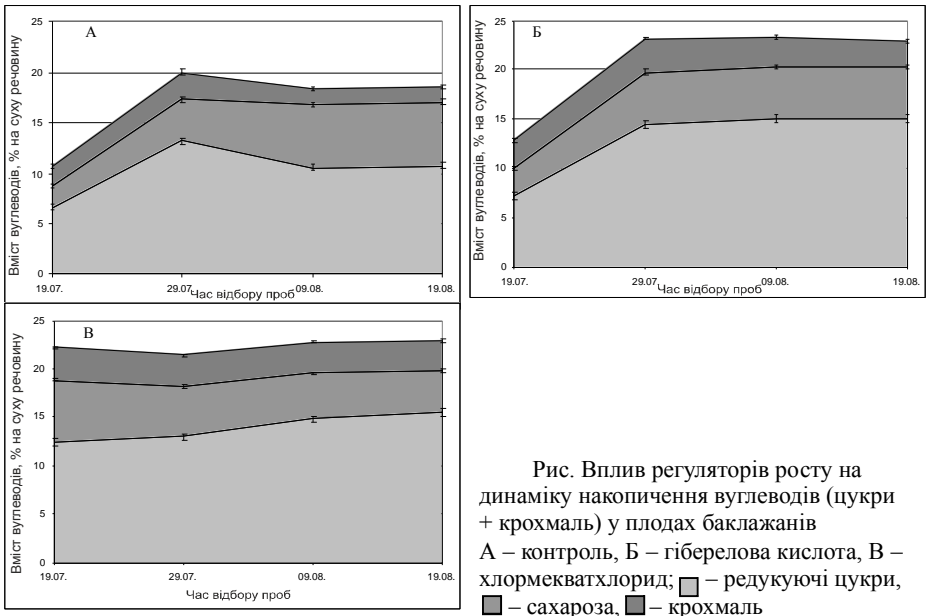 А
Вміст вуглеводів, % на суху речовину
25
20
15
10
5
0
19.07.
29.07.
09.08.
19.08.
Час відбору проб
Б
Вміст вуглеводів, % на суху речовину
25
20
15
10
5
0
19.07.
29.07.
09.08.
19.08.
Час відбору проб
В
Вміст вуглеводів, % на суху речовину
25
20
15
10
5
0
19.07.
29.07.
09.08.
19.08.
Час відбору проб
Рис. Вплив регуляторів росту на
динаміку накопичення вуглеводів (цукри
+ крохмаль) у плодах баклажанів
А – контроль, Б – гіберелова кислота, В –
хлормекватхлорид; – редукуючі цукри,
– сахароза, – крохмаль